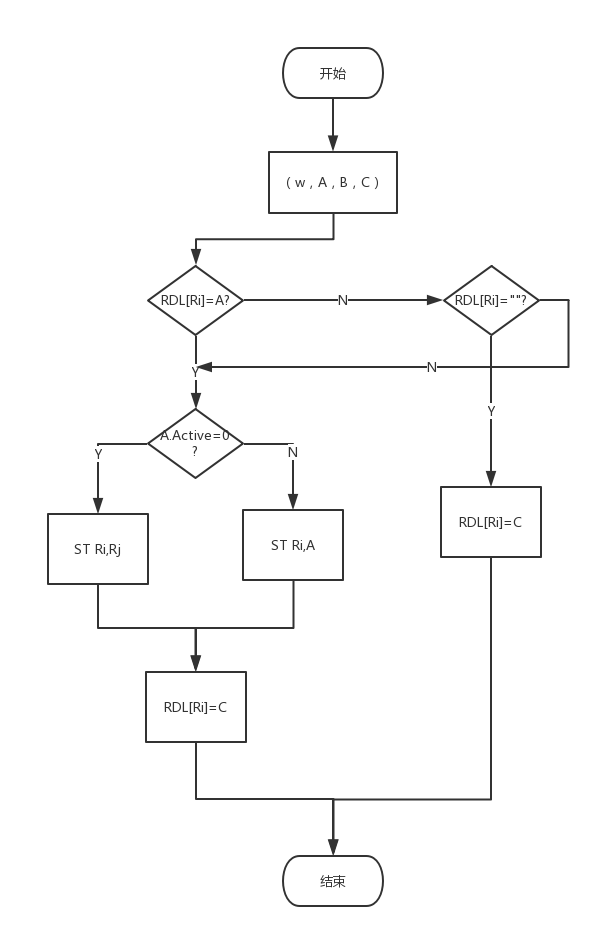 开始
( w , A , B , C )
RDL[Ri]=A?
N
RDL[Ri]=""?
Y
N
Y
A.Active=0
?
Y
N
RDL[Ri]=C
ST Ri,Rj
ST Ri,A
RDL[Ri]=C
结束